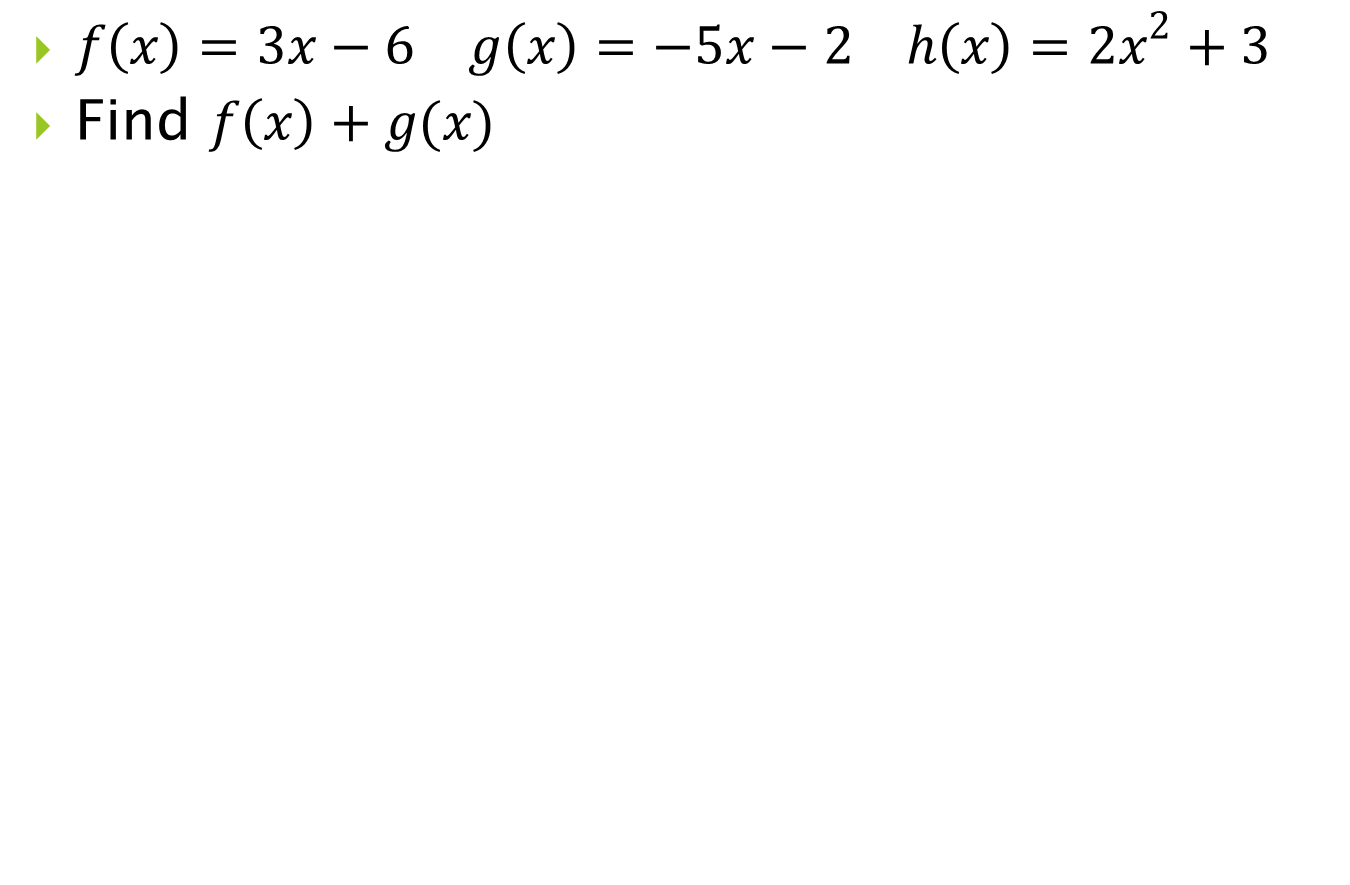 f(x) = 3x − 6 g(x) = −5x − 2 h(x) = 2x² + 3
Find f(x) + g(x)